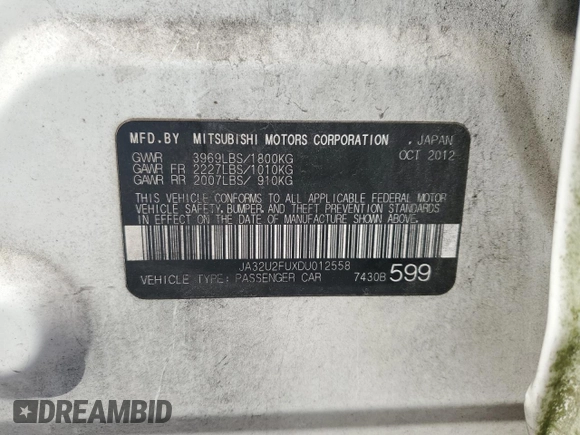 MFD.BY MITSUBISHI MOTORS CORPORATION . JAPAN
GVWR 3969LBS/1800KG OCT 2012
GAWR FR 2227LBS/1010KG
GAWR RR 2007LBS/ 910KG
THIS VEHICLE CONFORMS TO ALL APPLICABLE FEDERAL MOTOR
VEHICLE SAFETY, BUMPER, AND THEFT PREVENTION STANDARDS
IN EFFECT ON THE DATE OF MANUFACTURE SHOWN ABOVE.
JA32U2FUXDU012558
VEHICLE TYPE: PASSENGER CAR 7430B 599
DREAMBID